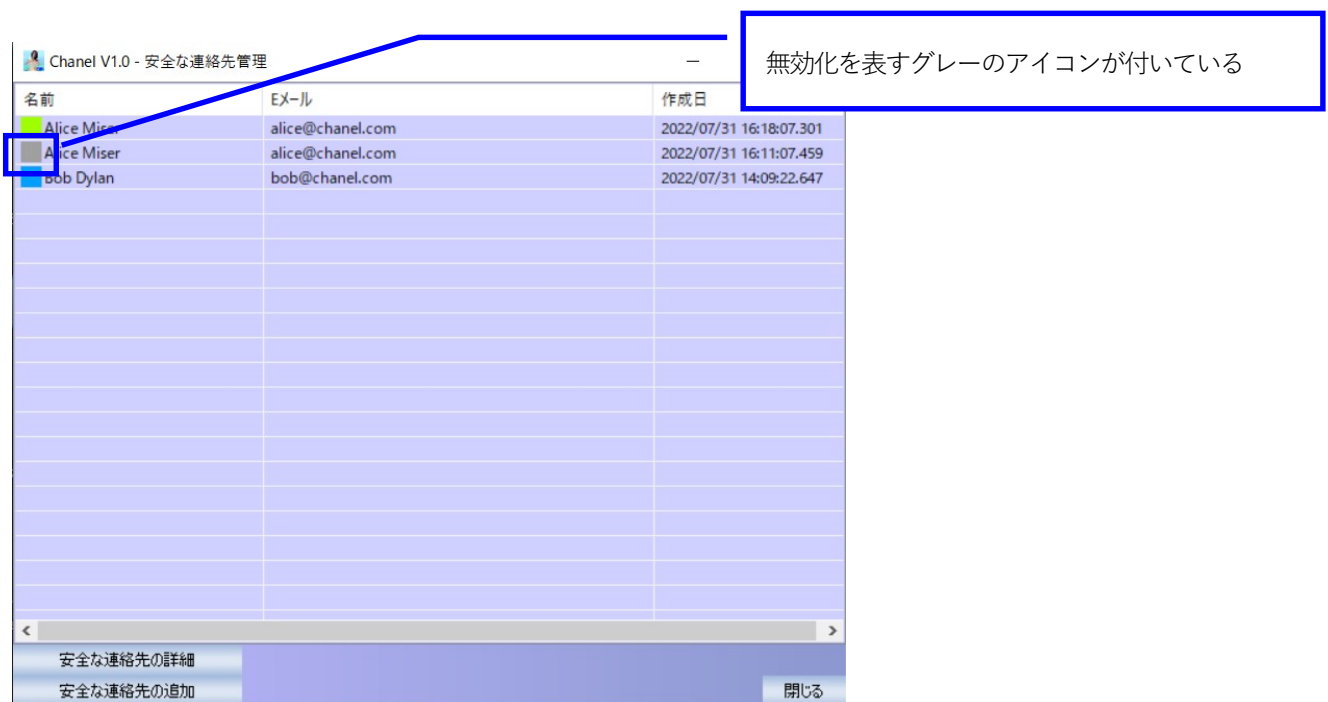 無効化を表すグレーのアイコンが付いている
Chanel V1.0 - 安全な連絡先管理
名前 Eメール 作成日
Alice Miser alice@chanel.com 2022/07/31 16:18:07.301
Alice Miser alice@chanel.com 2022/07/31 16:11:07.459
Bob Dylan bob@chanel.com 2022/07/31 14:09:22.647
安全な連絡先の詳細
安全な連絡先の追加 閉じる